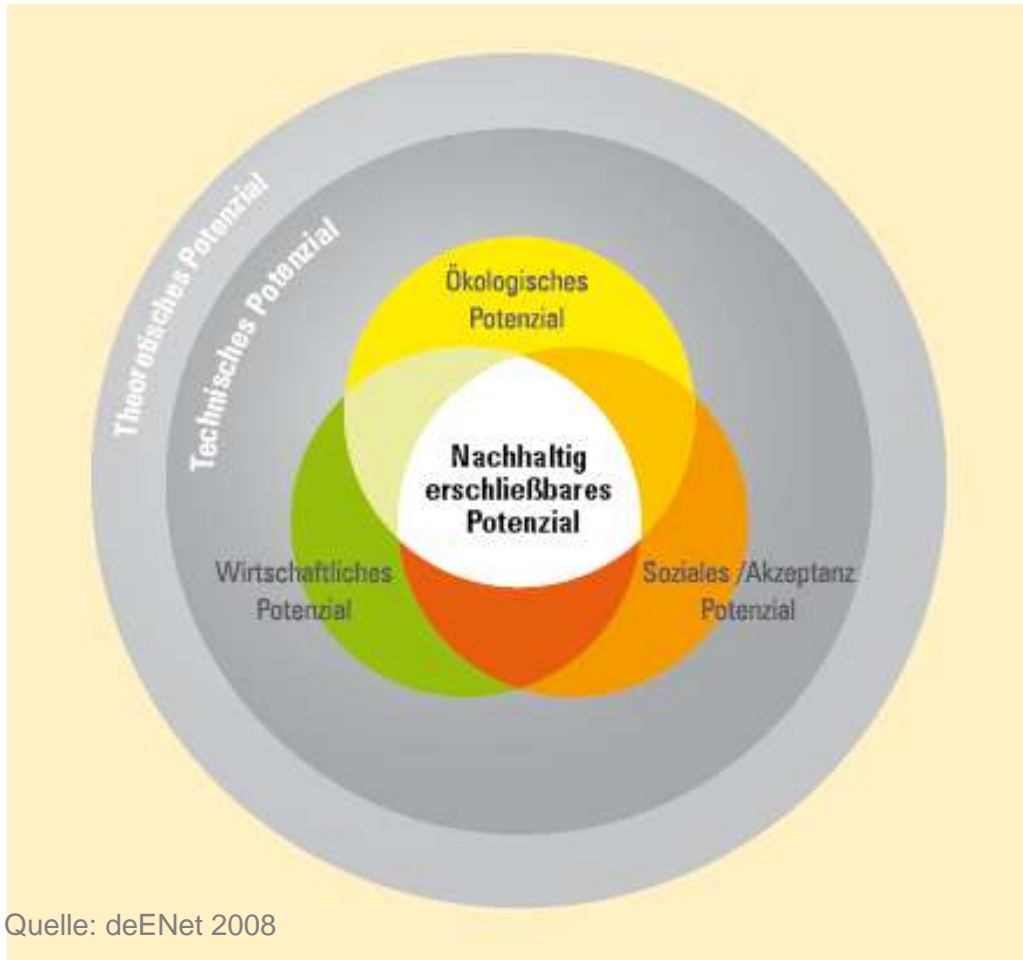 Theoretisches Potenzial
Technisches Potenzial
Ökologisches
Potenzial
Nachhaltig
erschließbares
Potenzial
Wirtschaftliches
Potenzial
Soziales /Akzeptanz
Potenzial
Quelle: deENet 2008